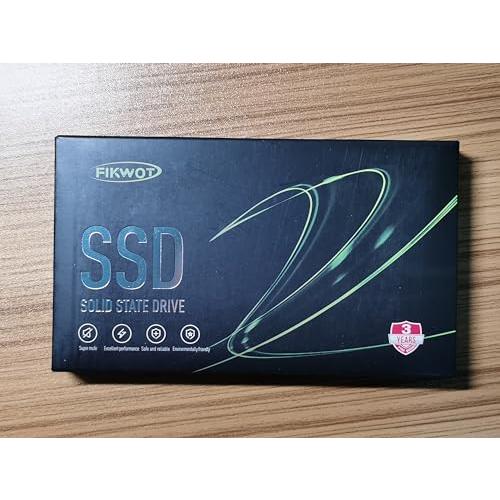 FIKWOT
SSD
SOLID STATE DRIVE
Super mute Excellent performance Safe and reliable Environmentally friendly
3
YEARS